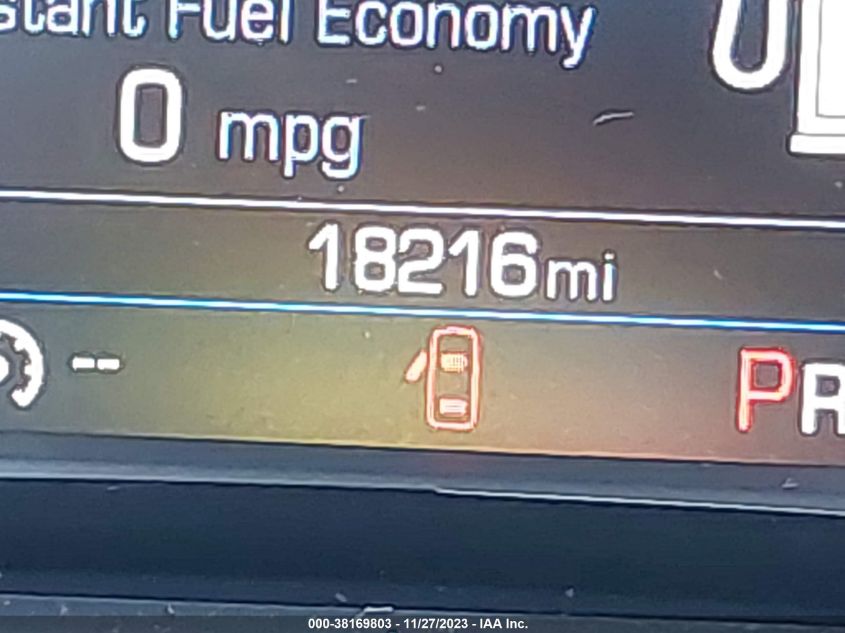 stant Fuel Economy
0 mpg
18216mi
--
PR
000-38169803 - 11/27/2023 - IAA Inc.